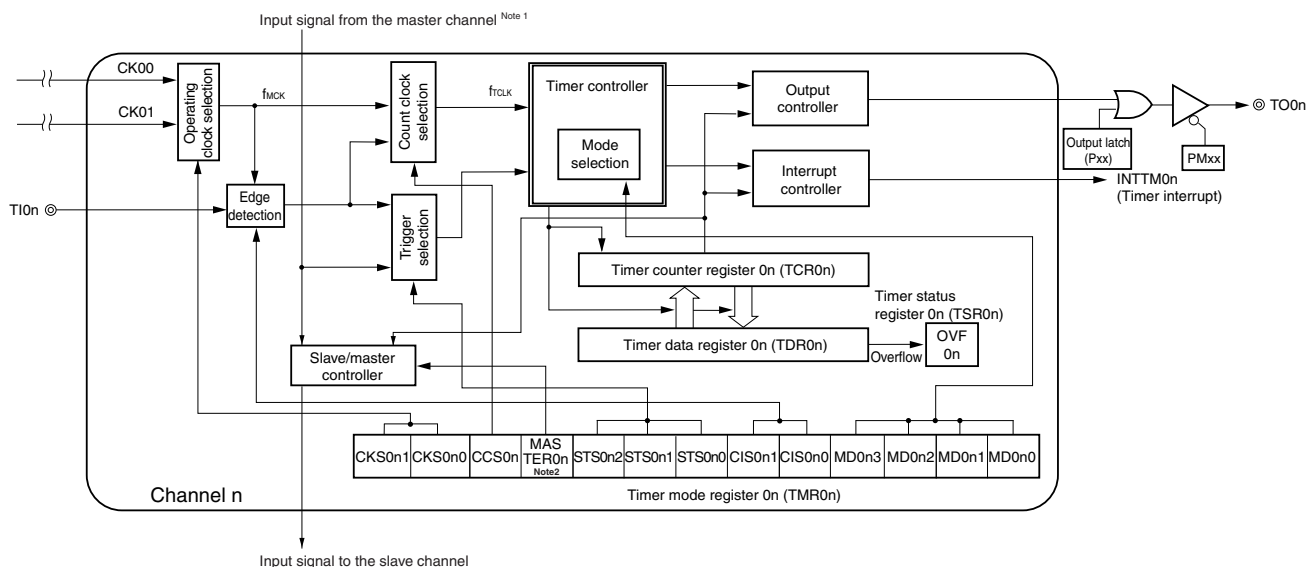 Input signal from the master channel Note 1
CK00
CK01
Operating
clock selection
fMCK
Count clock
selection
fTCLK
Timer controller
Mode
selection
Output
controller
TO0n
Output latch
(Pxx)
PMxx
Interrupt
controller
INTTM0n
(Timer interrupt)
TI0n
Edge
detection
Trigger
selection
Timer counter register 0n (TCR0n)
Timer status
register 0n (TSR0n)
Timer data register 0n (TDR0n)
Overflow
OVF
0n
Slave/master
controller
CKS0n1
CKS0n0
CCS0n
MAS
TER0n
Note2
STS0n2
STS0n1
STS0n0
CIS0n1
CIS0n0
MD0n3
MD0n2
MD0n1
MD0n0
Channel n
Timer mode register 0n (TMR0n)
Input signal to the slave channel